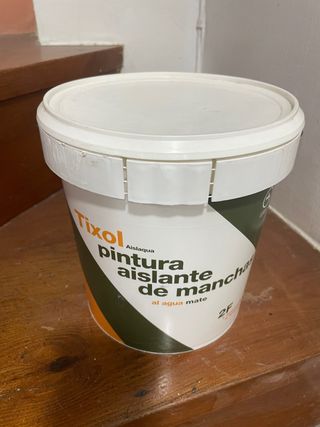 Tixol
Aislaqua
pintura
aislante
de mancha
al agua mate
2F